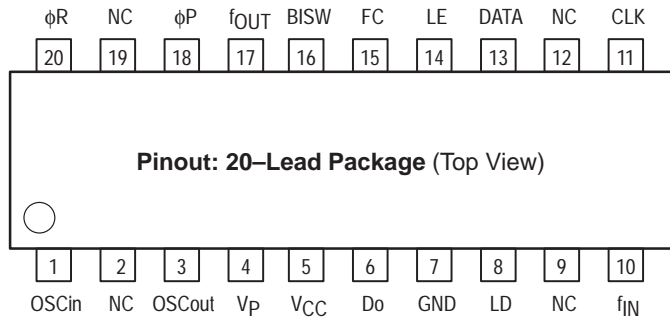 ϕR NC ϕP fOUT BISW FC LE DATA NC CLK
20 19 18 17 16 15 14 13 12 11
Pinout: 20–Lead Package (Top View)
1 2 3 4 5 6 7 8 9 10
OSCin NC OSCout VP VCC Do GND LD NC fIN